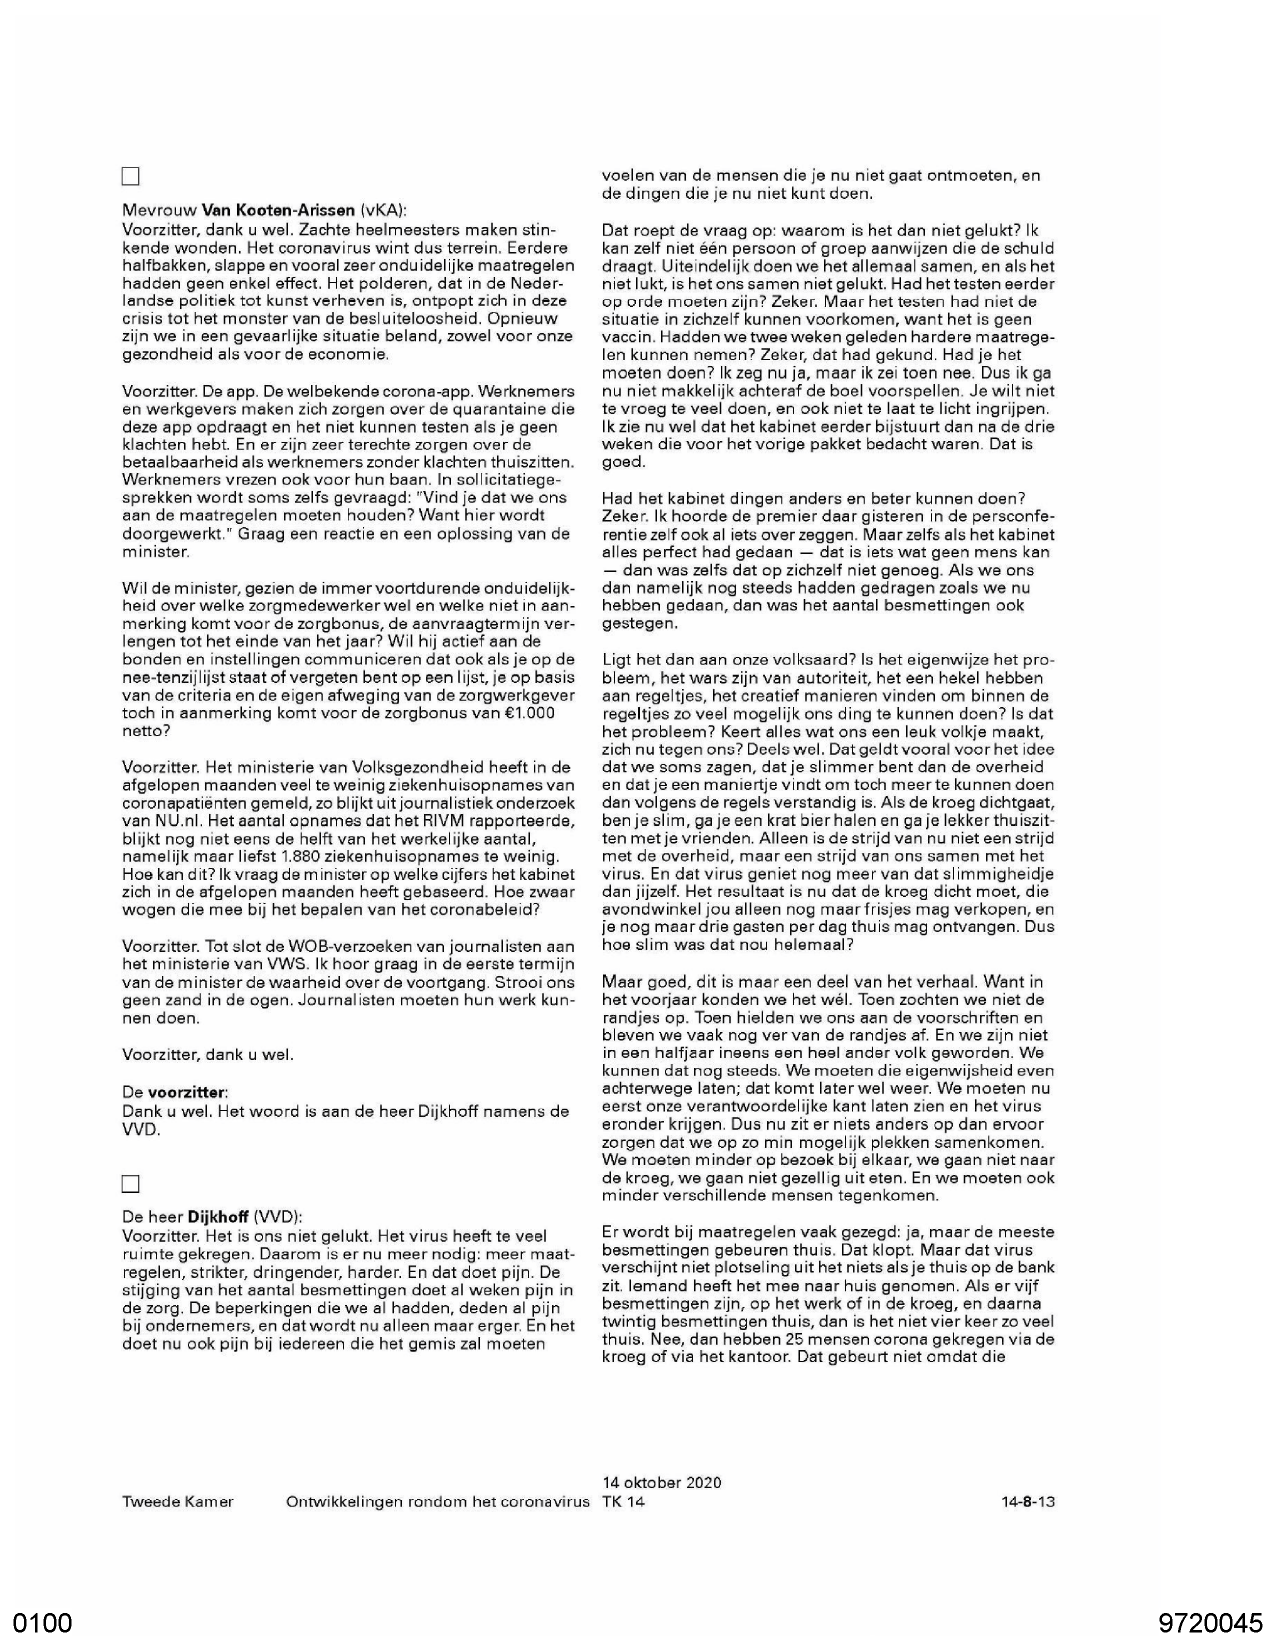 Mevrouw Van Kooten-Arissen (vKA):
Voorzitter, dank u wel. Zachte heelmeesters maken stin-
kende wonden. Het coronavirus wint dus terrein. Eerdere
halfbakken, slappe en vooral zeer onduidelijke maatregelen
hadden geen enkel effect. Het polderen, dat in de Neder-
landse politiek tot kunst verheven is, ontpopt zich in deze
crisis tot het monster van de besluiteloosheid. Opnieuw
zijn we in een gevaarlijke situatie beland, zowel voor onze
gezondheid als voor de economie.
Voorzitter. De app. De welbekende corona-app. Werknemers
en werkgevers maken zich zorgen over de quarantaine die
deze app opdraagt en het niet kunnen testen als je geen
klachten hebt. En er zijn zeer terechte zorgen over de
betaalbaarheid als werknemers zonder klachten thuiszitten.
Werknemers vrezen ook voor hun baan. In sollicitatiege-
sprekken wordt soms zelfs gevraagd: "Vind je dat we ons
aan de maatregelen moeten houden? Want hier wordt
doorgewerkt." Graag een reactie en een oplossing van de
minister.
Wil de minister, gezien de immer voortdurende onduidelijk-
heid over welke zorgmedewerker wel en welke niet in aan-
merking komt voor de zorgbonus, de aanvraagtermijn ver-
lengen tot het einde van het jaar? Wil hij actief aan de
bonden en instellingen communiceren dat ook als je op de
nee-tenzijlijst staat of vergeten bent op een lijst, je op basis
van de criteria en de eigen afweging van de zorgwerkgever
toch in aanmerking komt voor de zorgbonus van €1.000
netto?
Voorzitter. Het ministerie van Volksgezondheid heeft in de
afgelopen maanden veel te weinig ziekenhuisopnames van
coronapatiënten gemeld, zo blijkt uit journalistiek onderzoek
van NU.nl. Het aantal opnames dat het RIVM rapporteerde,
blijkt nog niet eens de helft van het werkelijke aantal,
namelijk maar liefst 1.880 ziekenhuisopnames te weinig.
Hoe kan dit? Ik vraag de minister op welke cijfers het kabinet
zich in de afgelopen maanden heeft gebaseerd. Hoe zwaar
wogen die mee bij het bepalen van het coronabeleid?
Voorzitter. Tot slot de WOB-verzoeken van journalisten aan
het ministerie van VWS. Ik hoor graag in de eerste termijn
van de minister de waarheid over de voortgang. Strooi ons
geen zand in de ogen. Journalisten moeten hun werk kun-
nen doen.
Voorzitter, dank u wel.
De voorzitter:
Dank u wel. Het woord is aan de heer Dijkhoff namens de
VVD.
De heer Dijkhoff (VVD):
Voorzitter. Het is ons niet gelukt. Het virus heeft te veel
ruimte gekregen. Daarom is er nu meer nodig: meer maat-
regelen, strikter, dringender, harder. En dat doet pijn. De
stijging van het aantal besmettingen doet al weken pijn in
de zorg. De beperkingen die we al hadden, deden al pijn
bij ondernemers, en dat wordt nu alleen maar erger. En het
doet nu ook pijn bij iedereen die het gemis zal moeten
voelen van de mensen die je nu niet gaat ontmoeten, en
de dingen die je nu niet kunt doen.
Dat roept de vraag op: waarom is het dan niet gelukt? Ik
kan zelf niet één persoon of groep aanwijzen die de schuld
draagt. Uiteindelijk doen we het allemaal samen, en als het
niet lukt, is het ons samen niet gelukt. Had het testen eerder
op orde moeten zijn? Zeker. Maar het testen had niet de
situatie in zichzelf kunnen voorkomen, want het is geen
vaccin. Hadden we twee weken geleden hardere maatrege-
len kunnen nemen? Zeker, dat had gekund. Had je het
moeten doen? Ik zeg nu ja, maar ik zei toen nee. Dus ik ga
nu niet makkelijk achteraf de boel voorspellen. Je wilt niet
te vroeg te veel doen, en ook niet te laat te licht ingrijpen.
Ik zie nu wel dat het kabinet eerder bijstuurt dan na de drie
weken die voor het vorige pakket bedacht waren. Dat is
goed.
Had het kabinet dingen anders en beter kunnen doen?
Zeker. Ik hoorde de premier daar gisteren in de persconfe-
rentie zelf ook al iets over zeggen. Maar zelfs als het kabinet
alles perfect had gedaan — dat is iets wat geen mens kan
— dan was zelfs dat op zichzelf niet genoeg. Als we ons
dan namelijk nog steeds hadden gedragen zoals we nu
hebben gedaan, dan was het aantal besmettingen ook
gestegen.
Ligt het dan aan onze volksaard? Is het eigenwijze het pro-
bleem, het wars zijn van autoriteit, het een hekel hebben
aan regeltjes, het creatief manieren vinden om binnen de
regeltjes zo veel mogelijk ons ding te kunnen doen? Is dat
het probleem? Keert alles wat ons een leuk volkje maakt,
zich nu tegen ons? Deels wel. Dat geldt vooral voor het idee
dat we soms zagen, dat je slimmer bent dan de overheid
en dat je een maniertje vindt om toch meer te kunnen doen
dan volgens de regels verstandig is. Als de kroeg dichtgaat,
ben je slim, ga je een krat bier halen en ga je lekker thuiszit-
ten met je vrienden. Alleen is de strijd van nu niet een strijd
met de overheid, maar een strijd van ons samen met het
virus. En dat virus geniet nog meer van dat slimmigheidje
dan jijzelf. Het resultaat is nu dat de kroeg dicht moet, die
avondwinkel jou alleen nog maar frisjes mag verkopen, en
je nog maar drie gasten per dag thuis mag ontvangen. Dus
hoe slim was dat nou helemaal?
Maar goed, dit is maar een deel van het verhaal. Want in
het voorjaar konden we het wél. Toen zochten we niet de
randjes op. Toen hielden we ons aan de voorschriften en
bleven we vaak nog ver van de randjes af. En we zijn niet
in een halfjaar ineens een heel ander volk geworden. We
kunnen dat nog steeds. We moeten die eigenwijsheid even
achterwege laten; dat komt later wel weer. We moeten nu
eerst onze verantwoordelijke kant laten zien en het virus
eronder krijgen. Dus nu zit er niets anders op dan ervoor
zorgen dat we op zo min mogelijk plekken samenkomen.
We moeten minder op bezoek bij elkaar, we gaan niet naar
de kroeg, we gaan niet gezellig uit eten. En we moeten ook
minder verschillende mensen tegenkomen.
Er wordt bij maatregelen vaak gezegd: ja, maar de meeste
besmettingen gebeuren thuis. Dat klopt. Maar dat virus
verschijnt niet plotseling uit het niets als je thuis op de bank
zit. Iemand heeft het mee naar huis genomen. Als er vijf
besmettingen zijn, op het werk of in de kroeg, en daarna
twintig besmettingen thuis, dan is het niet vier keer zo veel
thuis. Nee, dan hebben 25 mensen corona gekregen via de
kroeg of via het kantoor. Dat gebeurt niet omdat die
14 oktober 2020
Tweede Kamer Ontwikkelingen rondom het coronavirus TK 14 14-8-13
0100 9720045